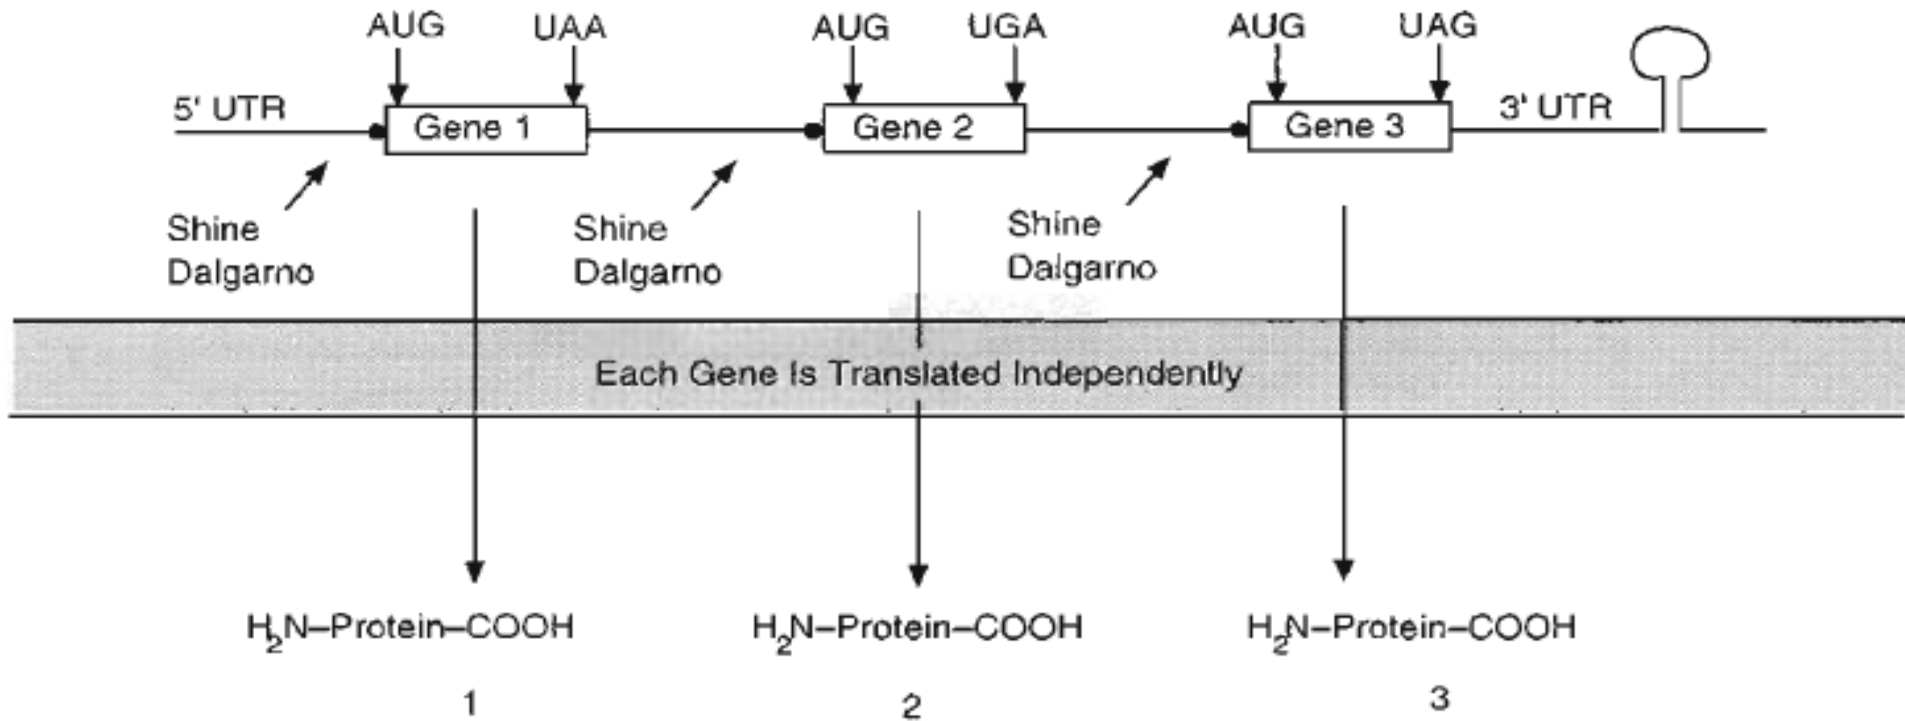 AUG UAA AUG UGA AUG UAG
5' UTR Gene 1 Gene 2 Gene 3 3' UTR
Shine
Dalgarno
Shine
Dalgarno
Shine
Dalgarno
Each Gene Is Translated Independently
H2N–Protein–COOH H2N–Protein–COOH H2N–Protein–COOH
1 2 3